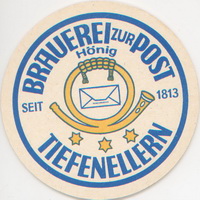 BRAUEREI ZUR POST
Hönig
SEIT 1813
TIEFENELLERN